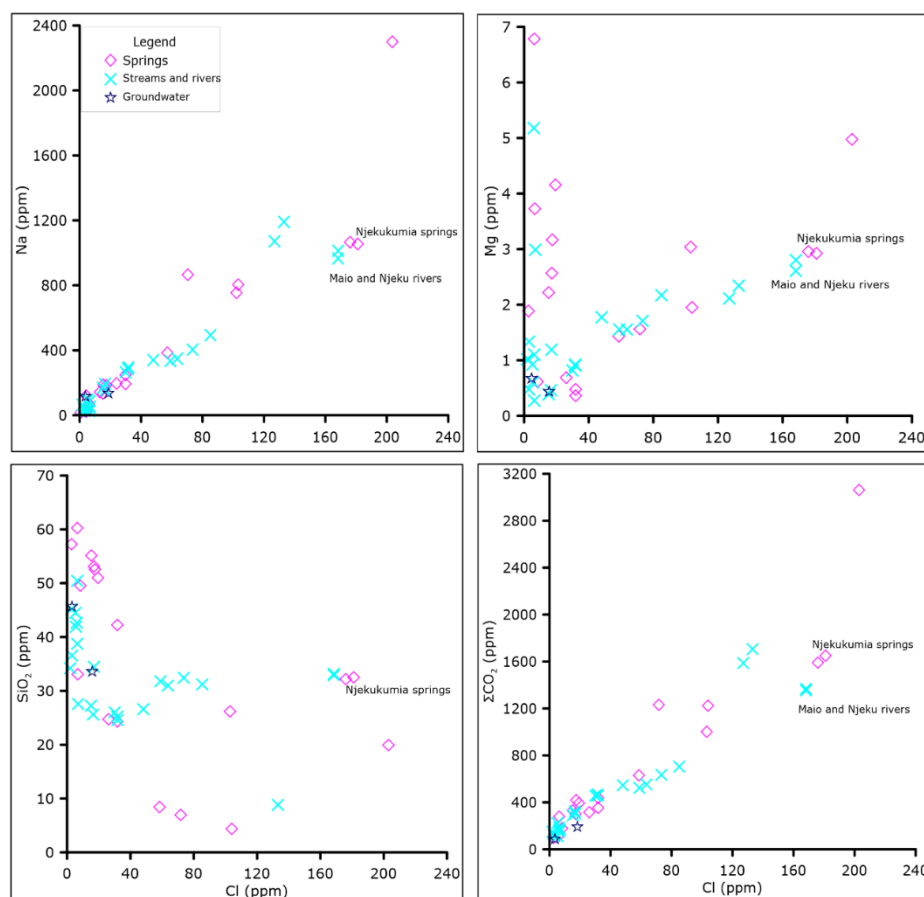 2400
2000
1600
1200
800
400
0
Na (ppm)
Legend
Springs
Streams and rivers
Groundwater
Njekukumia springs
Maio and Njeku rivers
0 40 80 120 160 200 240
7
6
5
4
3
2
1
0
Mg (ppm)
Njekukumia springs
Maio and Njeku rivers
0 40 80 120 160 200 240
70
60
50
40
30
20
10
0
SiO₂ (ppm)
Njekukumia springs
0 40 80 120 160 200 240
Cl (ppm)
3200
2800
2400
2000
1600
1200
800
400
0
ΣCO₂ (ppm)
Njekukumia springs
Maio and Njeku rivers
0 40 80 120 160 200 240
Cl (ppm)